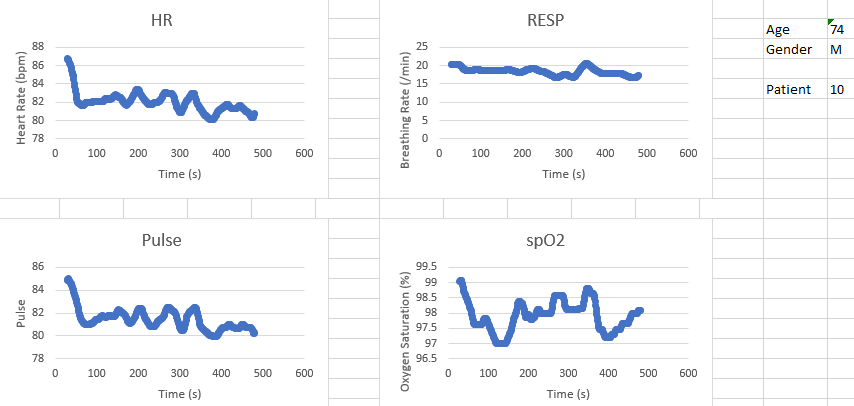 HR
88
86
84
82
80
78
Heart Rate (bpm)
0 100 200 300 400 500 600
Time (s)
RESP
25
20
15
10
5
0
Breathing Rate (/min)
0 100 200 300 400 500 600
Time (s)
Age 74
Gender M
Patient 10
Pulse
86
84
82
80
78
Pulse
0 100 200 300 400 500 600
Time (s)
spO2
99.5
99
98.5
98
97.5
97
96.5
Oxygen Saturation (%)
0 100 200 300 400 500 600
Time (s)